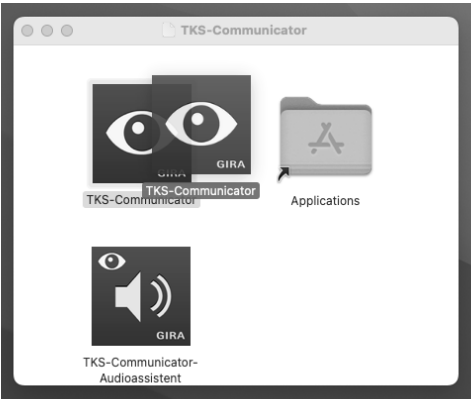 TKS-Communicator
GIRA
GIRA
TKS-Communicator
TKS-Communicator
Applications
GIRA
TKS-Communicator-
Audioassistent